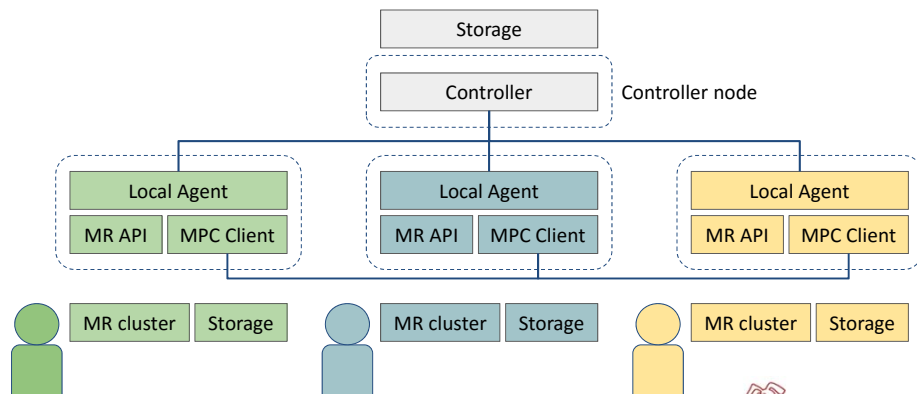 Storage
Controller
Controller node
Local Agent
MR API
MPC Client
Local Agent
MR API
MPC Client
Local Agent
MR API
MPC Client
MR cluster
Storage
MR cluster
Storage
MR cluster
Storage